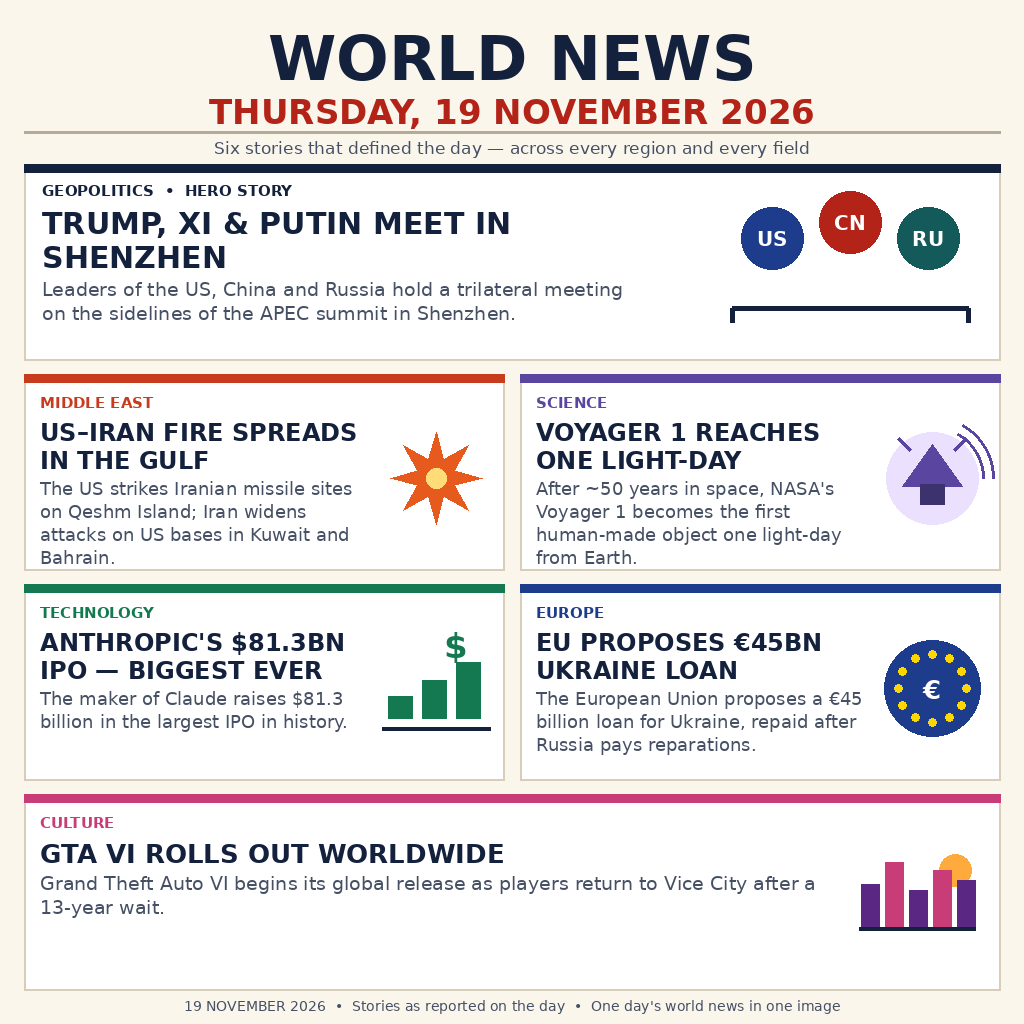 WORLD NEWS
THURSDAY, 19 NOVEMBER 2026
Six stories that defined the day — across every region and every field
GEOPOLITICS • HERO STORY
TRUMP, XI & PUTIN MEET IN
SHENZHEN
Leaders of the US, China and Russia hold a trilateral meeting
on the sidelines of the APEC summit in Shenzhen.
US
CN
RU
MIDDLE EAST
US–IRAN FIRE SPREADS
IN THE GULF
The US strikes Iranian missile sites
on Qeshm Island; Iran widens
attacks on US bases in Kuwait and
Bahrain.
SCIENCE
VOYAGER 1 REACHES
ONE LIGHT-DAY
After ~50 years in space, NASA's
Voyager 1 becomes the first
human-made object one light-day
from Earth.
TECHNOLOGY
ANTHROPIC'S $81.3BN
IPO — BIGGEST EVER
The maker of Claude raises $81.3
billion in the largest IPO in history.
$
EUROPE
EU PROPOSES €45BN
UKRAINE LOAN
The European Union proposes a €45
billion loan for Ukraine, repaid after
Russia pays reparations.
€
CULTURE
GTA VI ROLLS OUT WORLDWIDE
Grand Theft Auto VI begins its global release as players return to Vice City after a
13-year wait.
19 NOVEMBER 2026 • Stories as reported on the day • One day's world news in one image